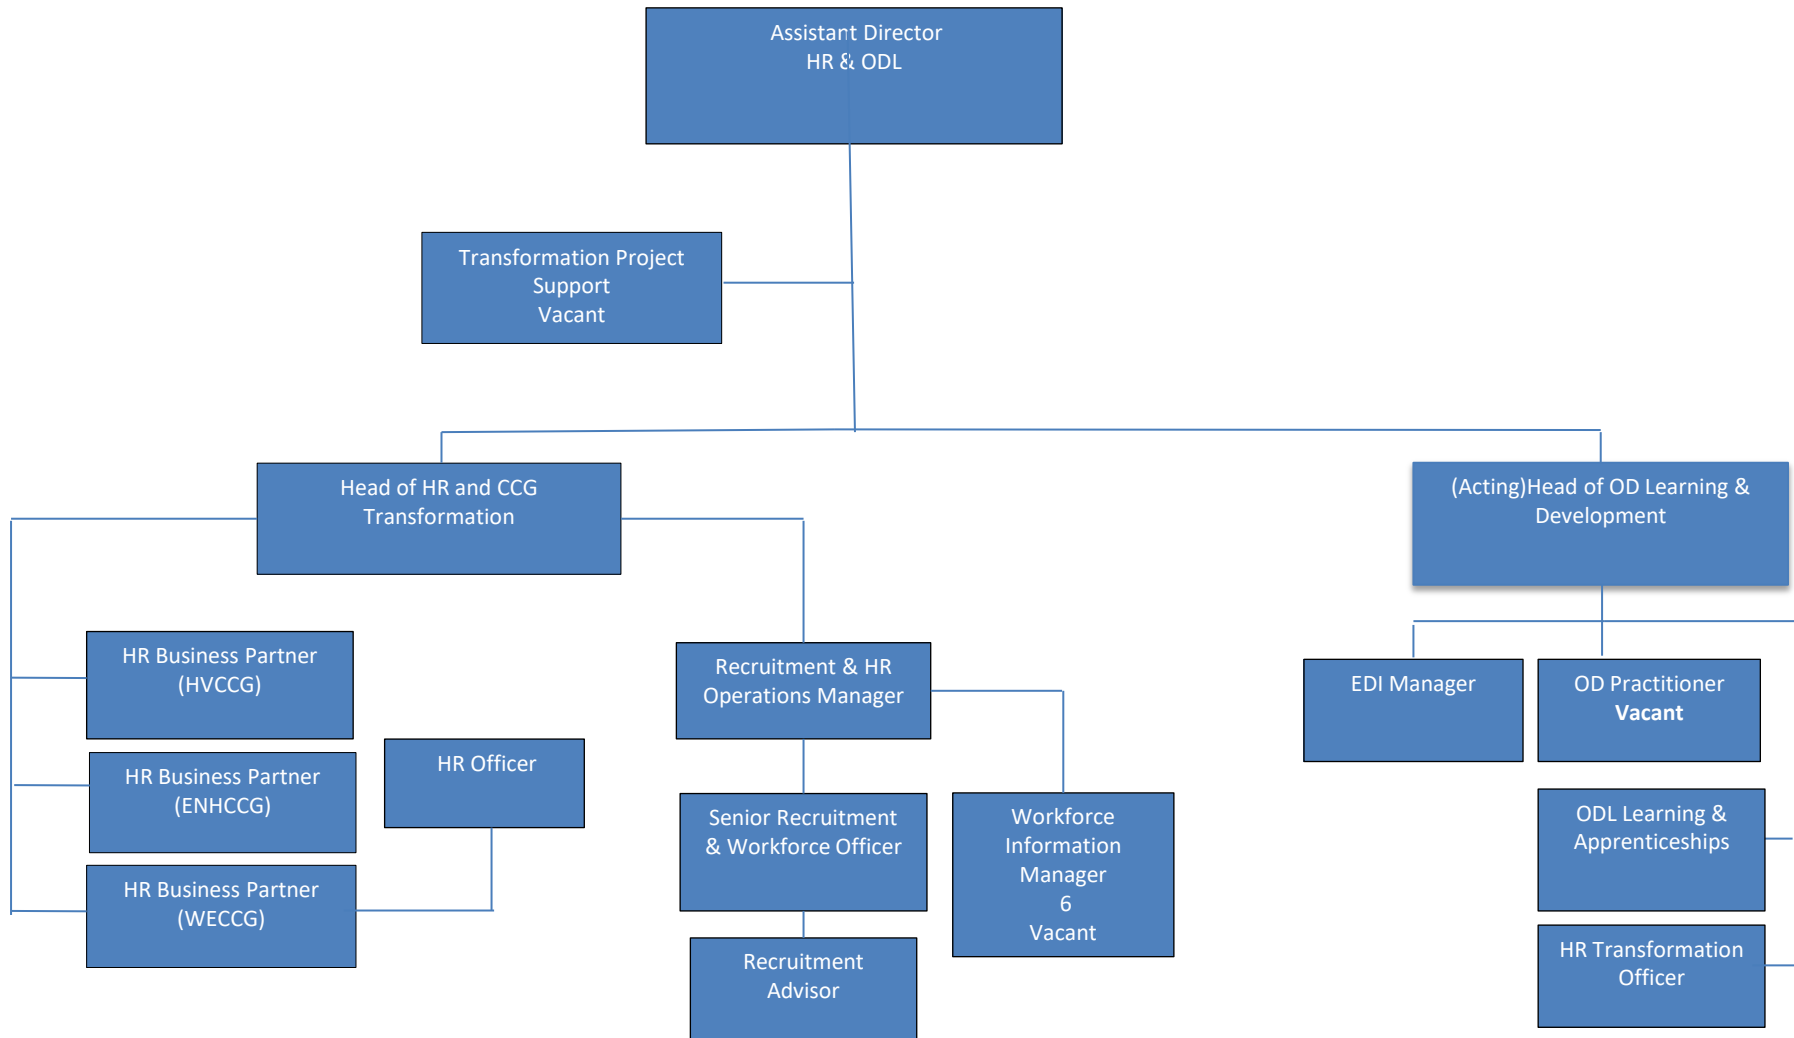 Assistant Director
HR & ODL
Transformation Project
Support
Vacant
Head of HR and CCG
Transformation
(Acting)Head of OD Learning &
Development
HR Business Partner
(HVCCG)
Recruitment & HR
Operations Manager
EDI Manager
OD Practitioner
Vacant
HR Business Partner
(ENHCCG)
HR Officer
Senior Recruitment
& Workforce Officer
Workforce
Information
Manager
6
Vacant
ODL Learning &
Apprenticeships
HR Business Partner
(WECCG)
Recruitment
Advisor
HR Transformation
Officer